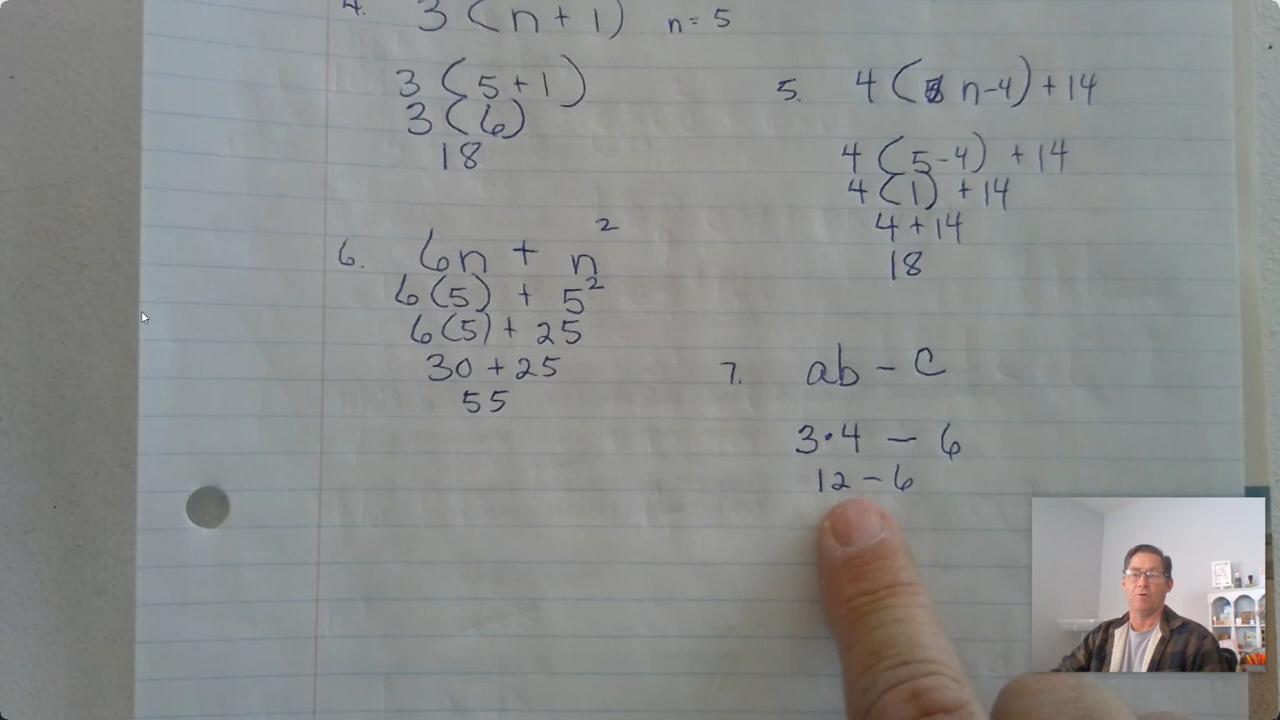 4. 3(n+1) n=5
3(5+1)
3(6)
18
5. 4(n-4)+14
4(5-4)+14
4(1)+14
4+14
18
6. 6n + n²
6(5) + 5²
6(5)+25
30+25
55
7. ab - c
3·4 - 6
12-6